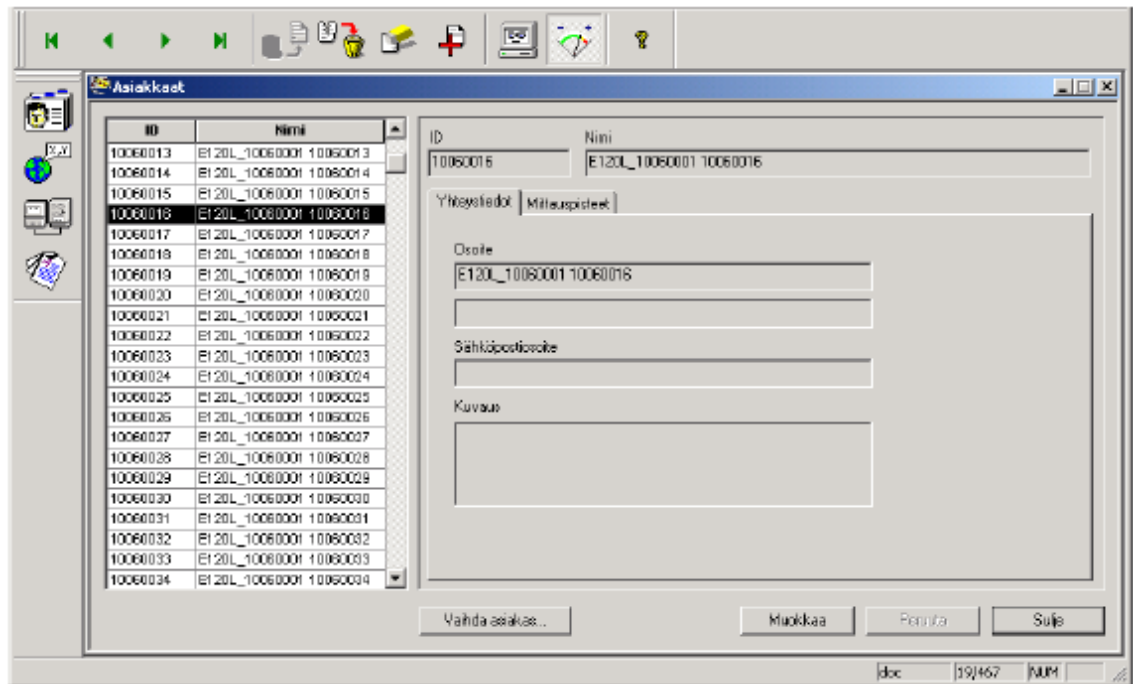 Asiakkaat
ID Nimi
10060013 E120L_10060001 10060013
10060014 E120L_10060001 10060014
10060015 E120L_10060001 10060015
10060016 E120L_10060001 10060016
10060017 E120L_10060001 10060017
10060018 E120L_10060001 10060018
10060019 E120L_10060001 10060019
10060020 E120L_10060001 10060020
10060021 E120L_10060001 10060021
10060022 E120L_10060001 10060022
10060023 E120L_10060001 10060023
10060024 E120L_10060001 10060024
10060025 E120L_10060001 10060025
10060026 E120L_10060001 10060026
10060027 E120L_10060001 10060027
10060028 E120L_10060001 10060028
10060029 E120L_10060001 10060029
10060030 E120L_10060001 10060030
10060031 E120L_10060001 10060031
10060032 E120L_10060001 10060032
10060033 E120L_10060001 10060033
10060034 E120L_10060001 10060034
ID Nimi
10060016 E120L_10060001 10060016
Yhteystiedot Mittauspisteet
Osoite
E120L_10060001 10060016
Sähköpostiosoite
Kuvaus
Vaihda asiakas... Muokkaa Peruuta Sulje
doc 19/467 NUM